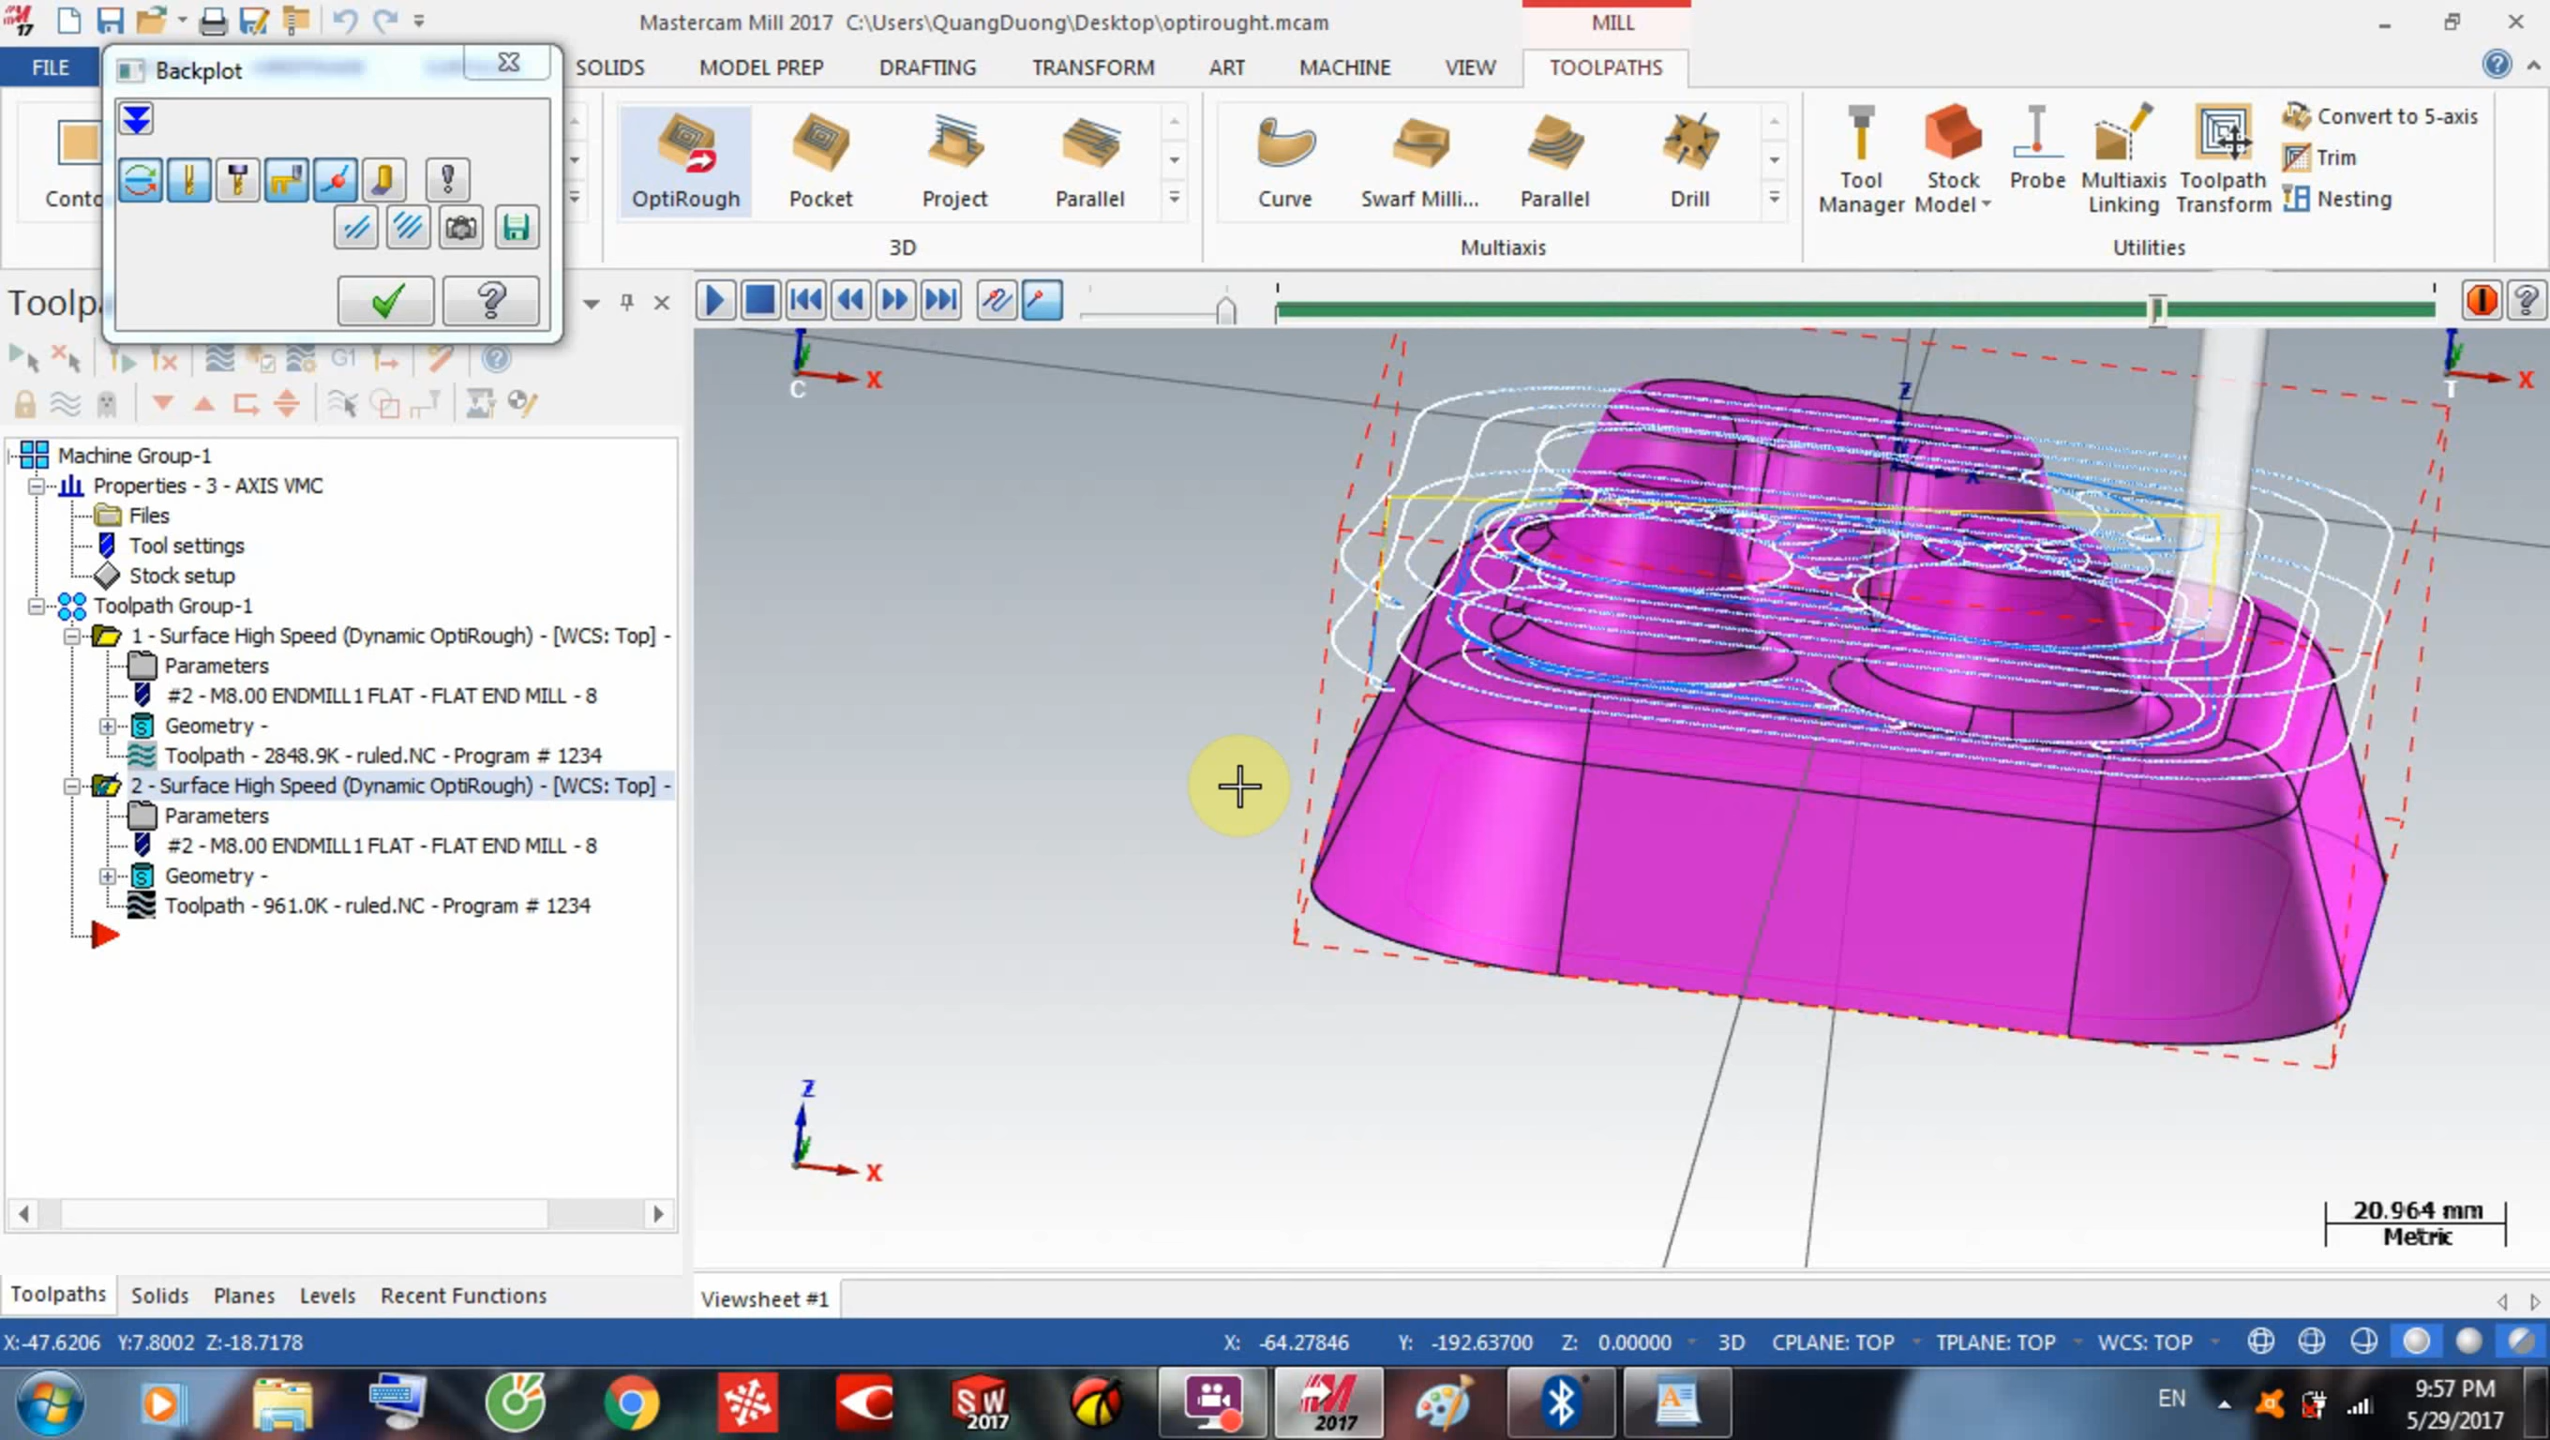 17
Mastercam Mill 2017 C:\Users\QuangDuong\Desktop\optirought.mcam
MILL
FILE
SOLIDS
MODEL PREP
DRAFTING
TRANSFORM
ART
MACHINE
VIEW
TOOLPATHS
Backplot
Conto
OptiRough
Pocket
Project
Parallel
3D
Curve
Swarf Milli...
Parallel
Drill
Multiaxis
Tool Manager
Stock Model
Probe
Multiaxis Linking
Toolpath Transform
Convert to 5-axis
Trim
Nesting
Utilities
Toolp
G1
Machine Group-1
Properties - 3 - AXIS VMC
Files
Tool settings
Stock setup
Toolpath Group-1
1 - Surface High Speed (Dynamic OptiRough) - [WCS: Top] -
Parameters
#2 - M8.00 ENDMILL1 FLAT - FLAT END MILL - 8
Geometry -
Toolpath - 2848.9K - ruled.NC - Program # 1234
2 - Surface High Speed (Dynamic OptiRough) - [WCS: Top] -
Parameters
#2 - M8.00 ENDMILL1 FLAT - FLAT END MILL - 8
Geometry -
Toolpath - 961.0K - ruled.NC - Program # 1234
X
C
X
T
Z
X
Z
X
20.964 mm
Metric
Toolpaths
Solids
Planes
Levels
Recent Functions
Viewsheet #1
X:-47.6206 Y:7.8002 Z:-18.7178
X: -64.27846 Y: -192.63700 Z: 0.00000 3D CPLANE: TOP TPLANE: TOP WCS: TOP
SW
2017
2017
EN
9:57 PM
5/29/2017